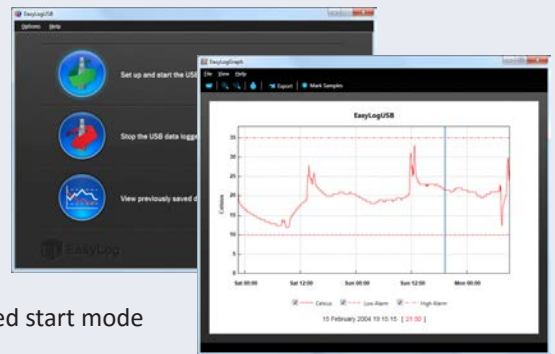 EasyLogUSB
Options Help
Set up and start the USB
Stop the USB data logge
View previously saved d
EasyLog
EasyLogGraph
File View Help
Export Mark Samples
EasyLogUSB
Celsius
35
30
25
20
15
10
5
0
Sat 00:00 Sat 12:00 Sun 00:00 Sun 12:00 Mon 00:00
Celsius Low Alarm High Alarm
15 February 2004 19:15:15 [ 21.50 ]
ed start mode